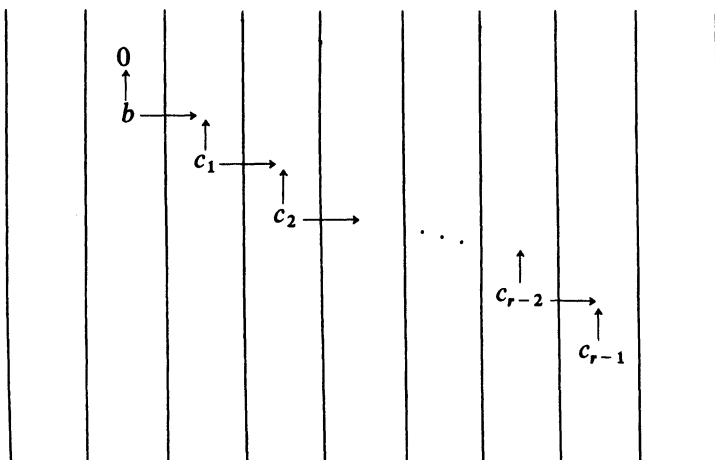 0
b
c₁
c₂
. . .
cᵣ₋₂
cᵣ₋₁